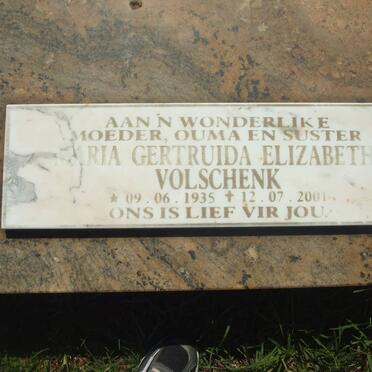 AAN'N WONDERLIKE
MOEDER, OUMA EN SUSTER
ARIA GERTRUIDA ELIZABETH
VOLSCHENK
* 09.06.1935 ✝ 12.07.2001
ONS IS LIEF VIR JOU.